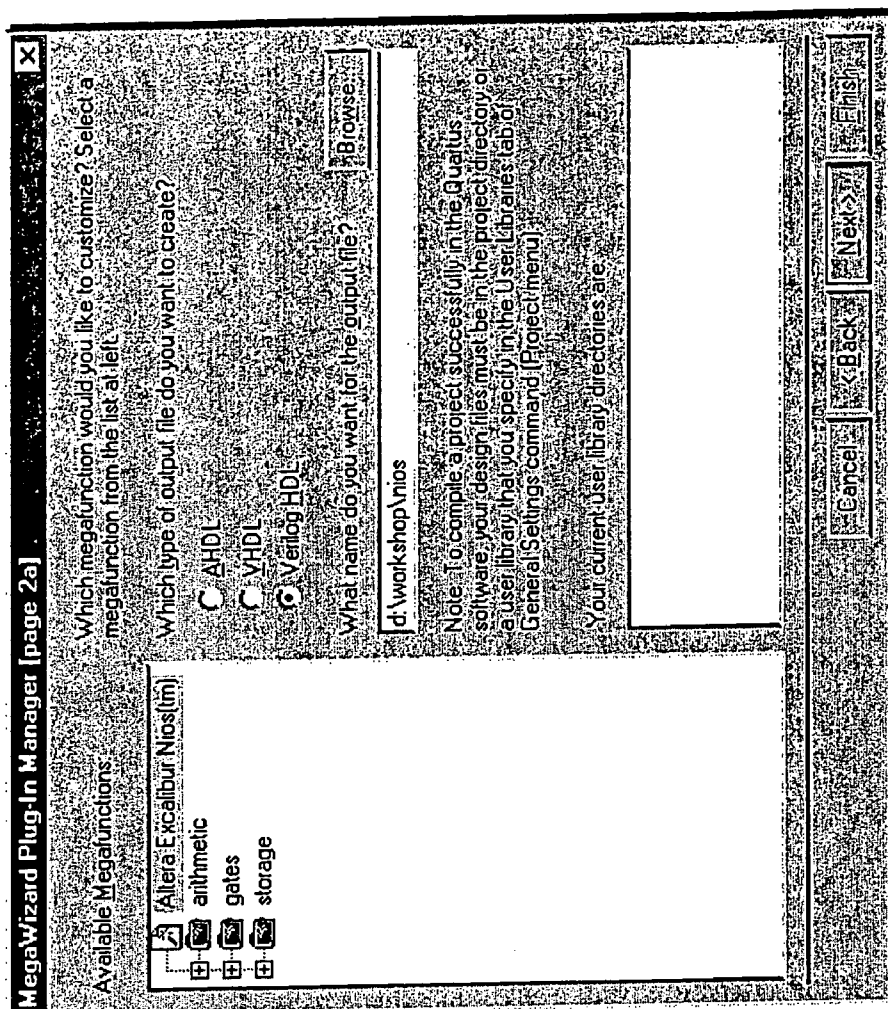 MegaWizard Plug-In Manager [page 2a]
Available Megafunctions:
Altera Excalibur Nios(tm)
arithmetic
gates
storage
Which megafunction would you like to customize? Select a
megafunction from the list at left.
Which type of output file do you want to create?
AHDL
VHDL
Verilog HDL
What name do you want for the output file?
Browse...
d:\workshop\nios
Note: To compile a project successfully in the Quartus
software, your design files must be in the project directory or
a user library that you specify in the User Libraries tab of
General Settings command (Project menu).
Your current user library directories are:
Cancel
< Back
Next >
Finish